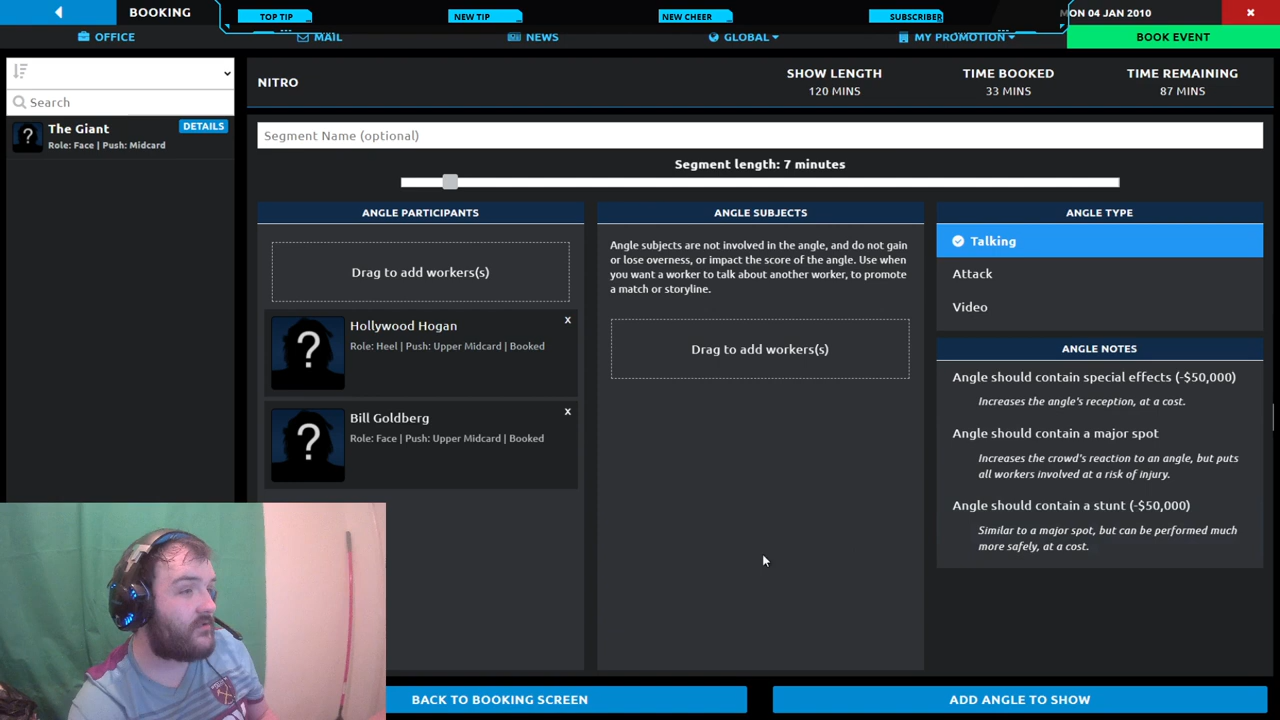 BOOKING
TOP TIP
NEW TIP
NEW CHEER
SUBSCRIBER
MON 04 JAN 2010
OFFICE
MAIL
NEWS
GLOBAL
MY PROMOTION
BOOK EVENT
Search
The Giant
DETAILS
Role: Face | Push: Midcard
NITRO
SHOW LENGTH
120 MINS
TIME BOOKED
33 MINS
TIME REMAINING
87 MINS
Segment Name (optional)
Segment length: 7 minutes
ANGLE PARTICIPANTS
Drag to add workers(s)
Hollywood Hogan
x
Role: Heel | Push: Upper Midcard | Booked
Bill Goldberg
x
Role: Face | Push: Upper Midcard | Booked
ANGLE SUBJECTS
Angle subjects are not involved in the angle, and do not gain
or lose overness, or impact the score of the angle. Use when
you want a worker to talk about another worker, to promote
a match or storyline.
Drag to add workers(s)
ANGLE TYPE
Talking
Attack
Video
ANGLE NOTES
Angle should contain special effects (-$50,000)
Increases the angle's reception, at a cost.
Angle should contain a major spot
Increases the crowd's reaction to an angle, but puts
all workers involved at a risk of injury.
Angle should contain a stunt (-$50,000)
Similar to a major spot, but can be performed much
more safely, at a cost.
BACK TO BOOKING SCREEN
ADD ANGLE TO SHOW